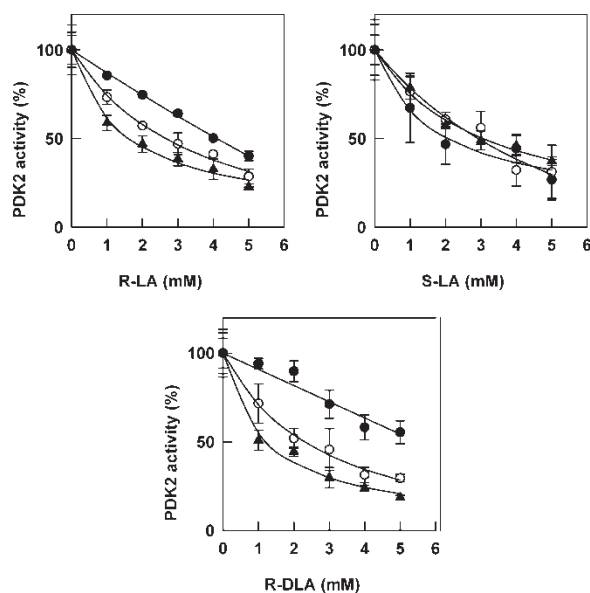 PDK2 activity (%)
100
50
0
0 1 2 3 4 5 6
R-LA (mM)
PDK2 activity (%)
100
50
0
0 1 2 3 4 5 6
S-LA (mM)
PDK2 activity (%)
100
50
0
0 1 2 3 4 5 6
R-DLA (mM)